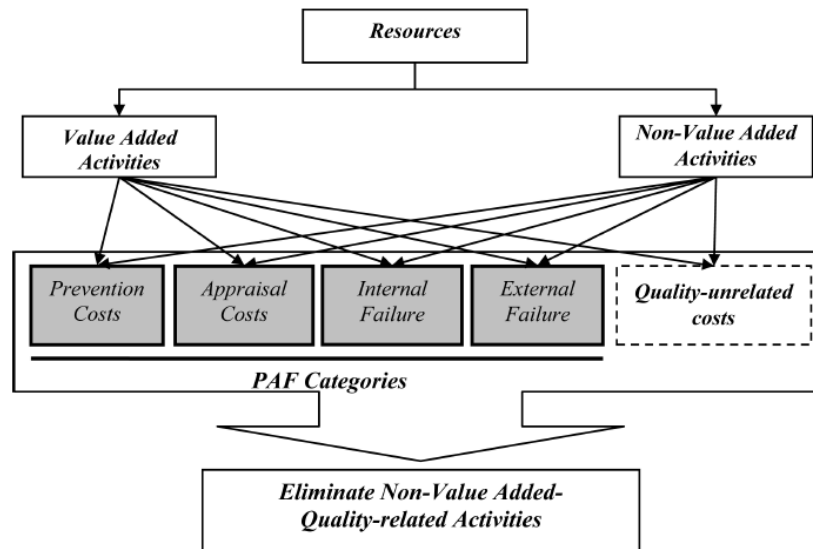 Resources
Value Added
Activities
Non-Value Added
Activities
Prevention
Costs
Appraisal
Costs
Internal
Failure
External
Failure
Quality-unrelated
costs
PAF Categories
Eliminate Non-Value Added-
Quality-related Activities